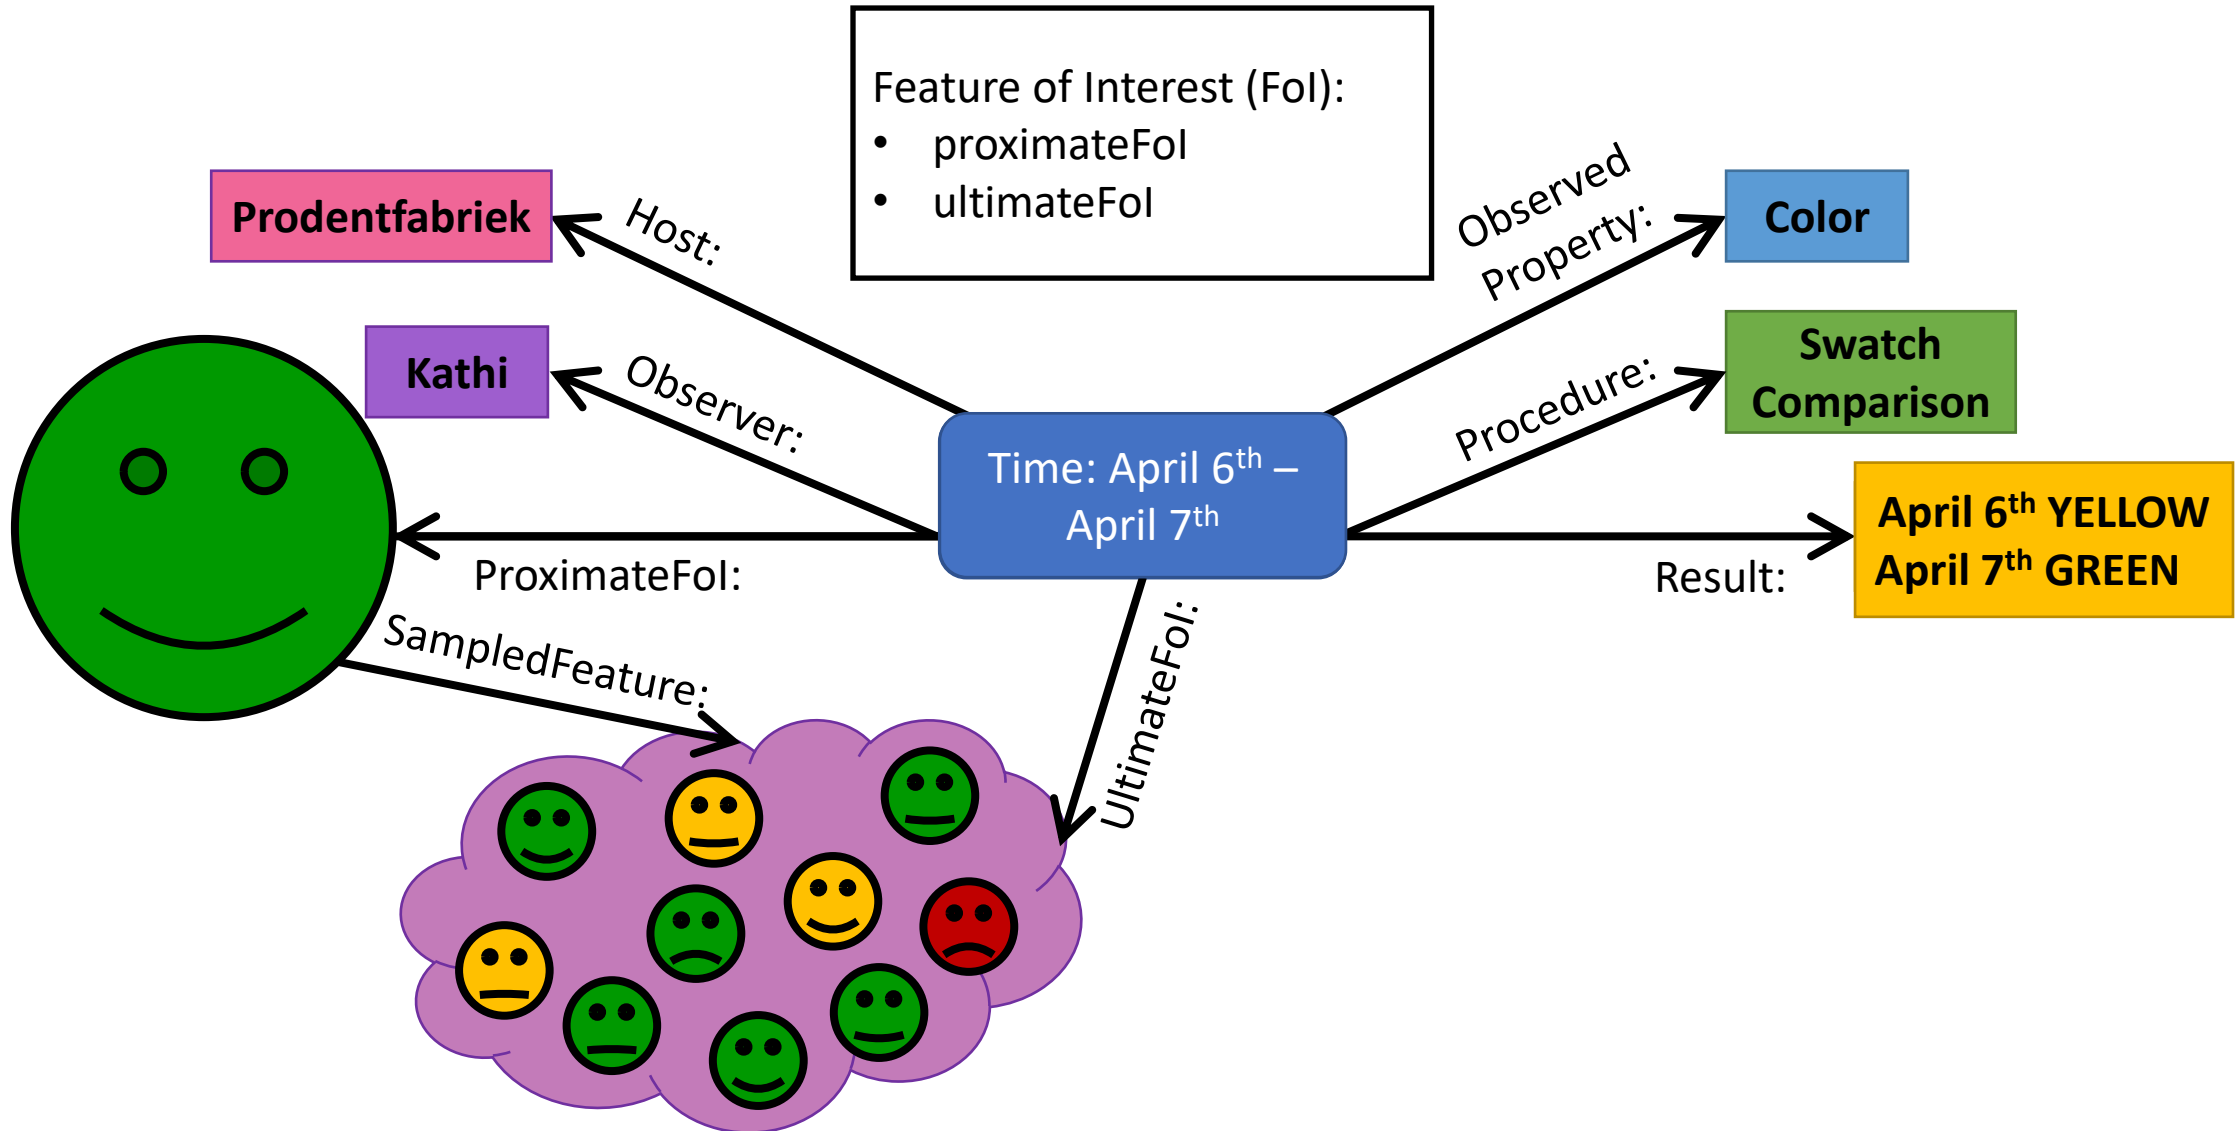 Feature of Interest (FoI):
• proximateFoI
• ultimateFoI
Prodentfabriek
Host:
Observed
Property:
Color
Kathi
Observer:
Procedure:
Swatch
Comparison
Time: April 6th –
April 7th
ProximateFoI:
Result:
April 6th YELLOW
April 7th GREEN
SampledFeature:
UltimateFoI: